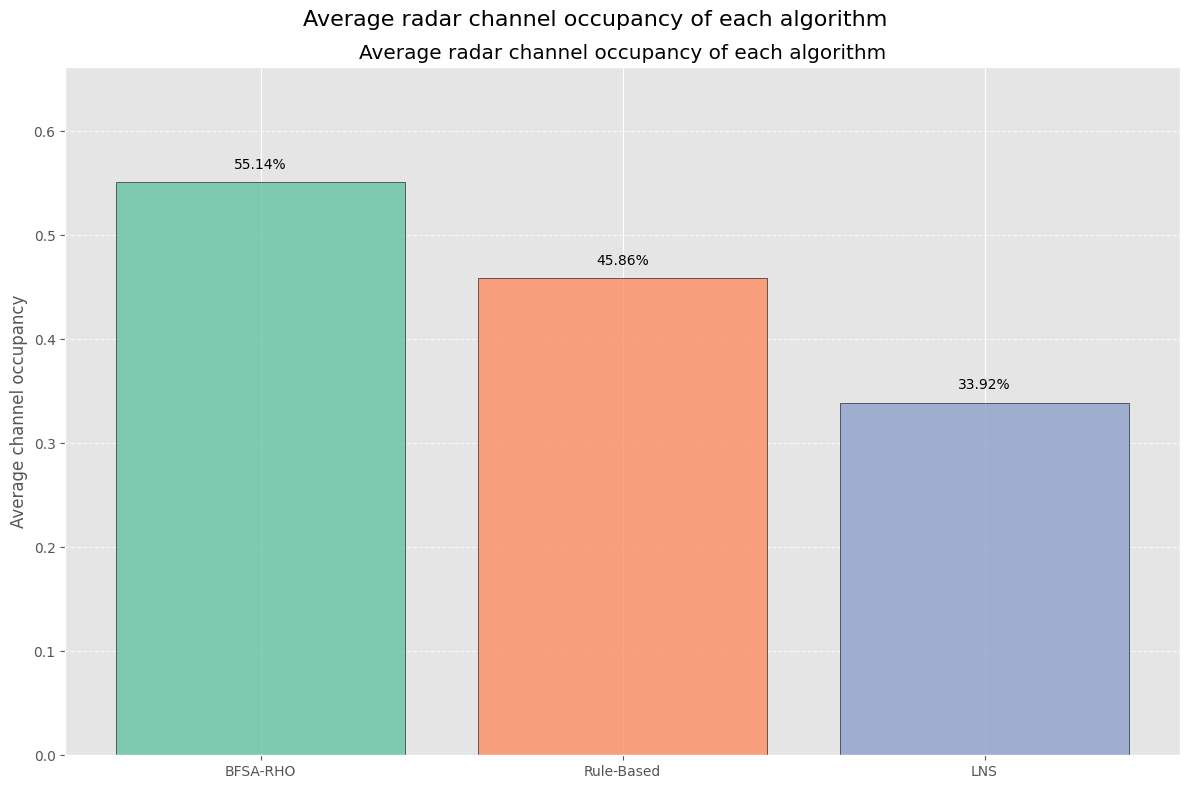 Average radar channel occupancy of each algorithm
Average radar channel occupancy of each algorithm
Average channel occupancy
0.6
0.5
0.4
0.3
0.2
0.1
0.0
55.14%
45.86%
33.92%
BFSA-RHO
Rule-Based
LNS